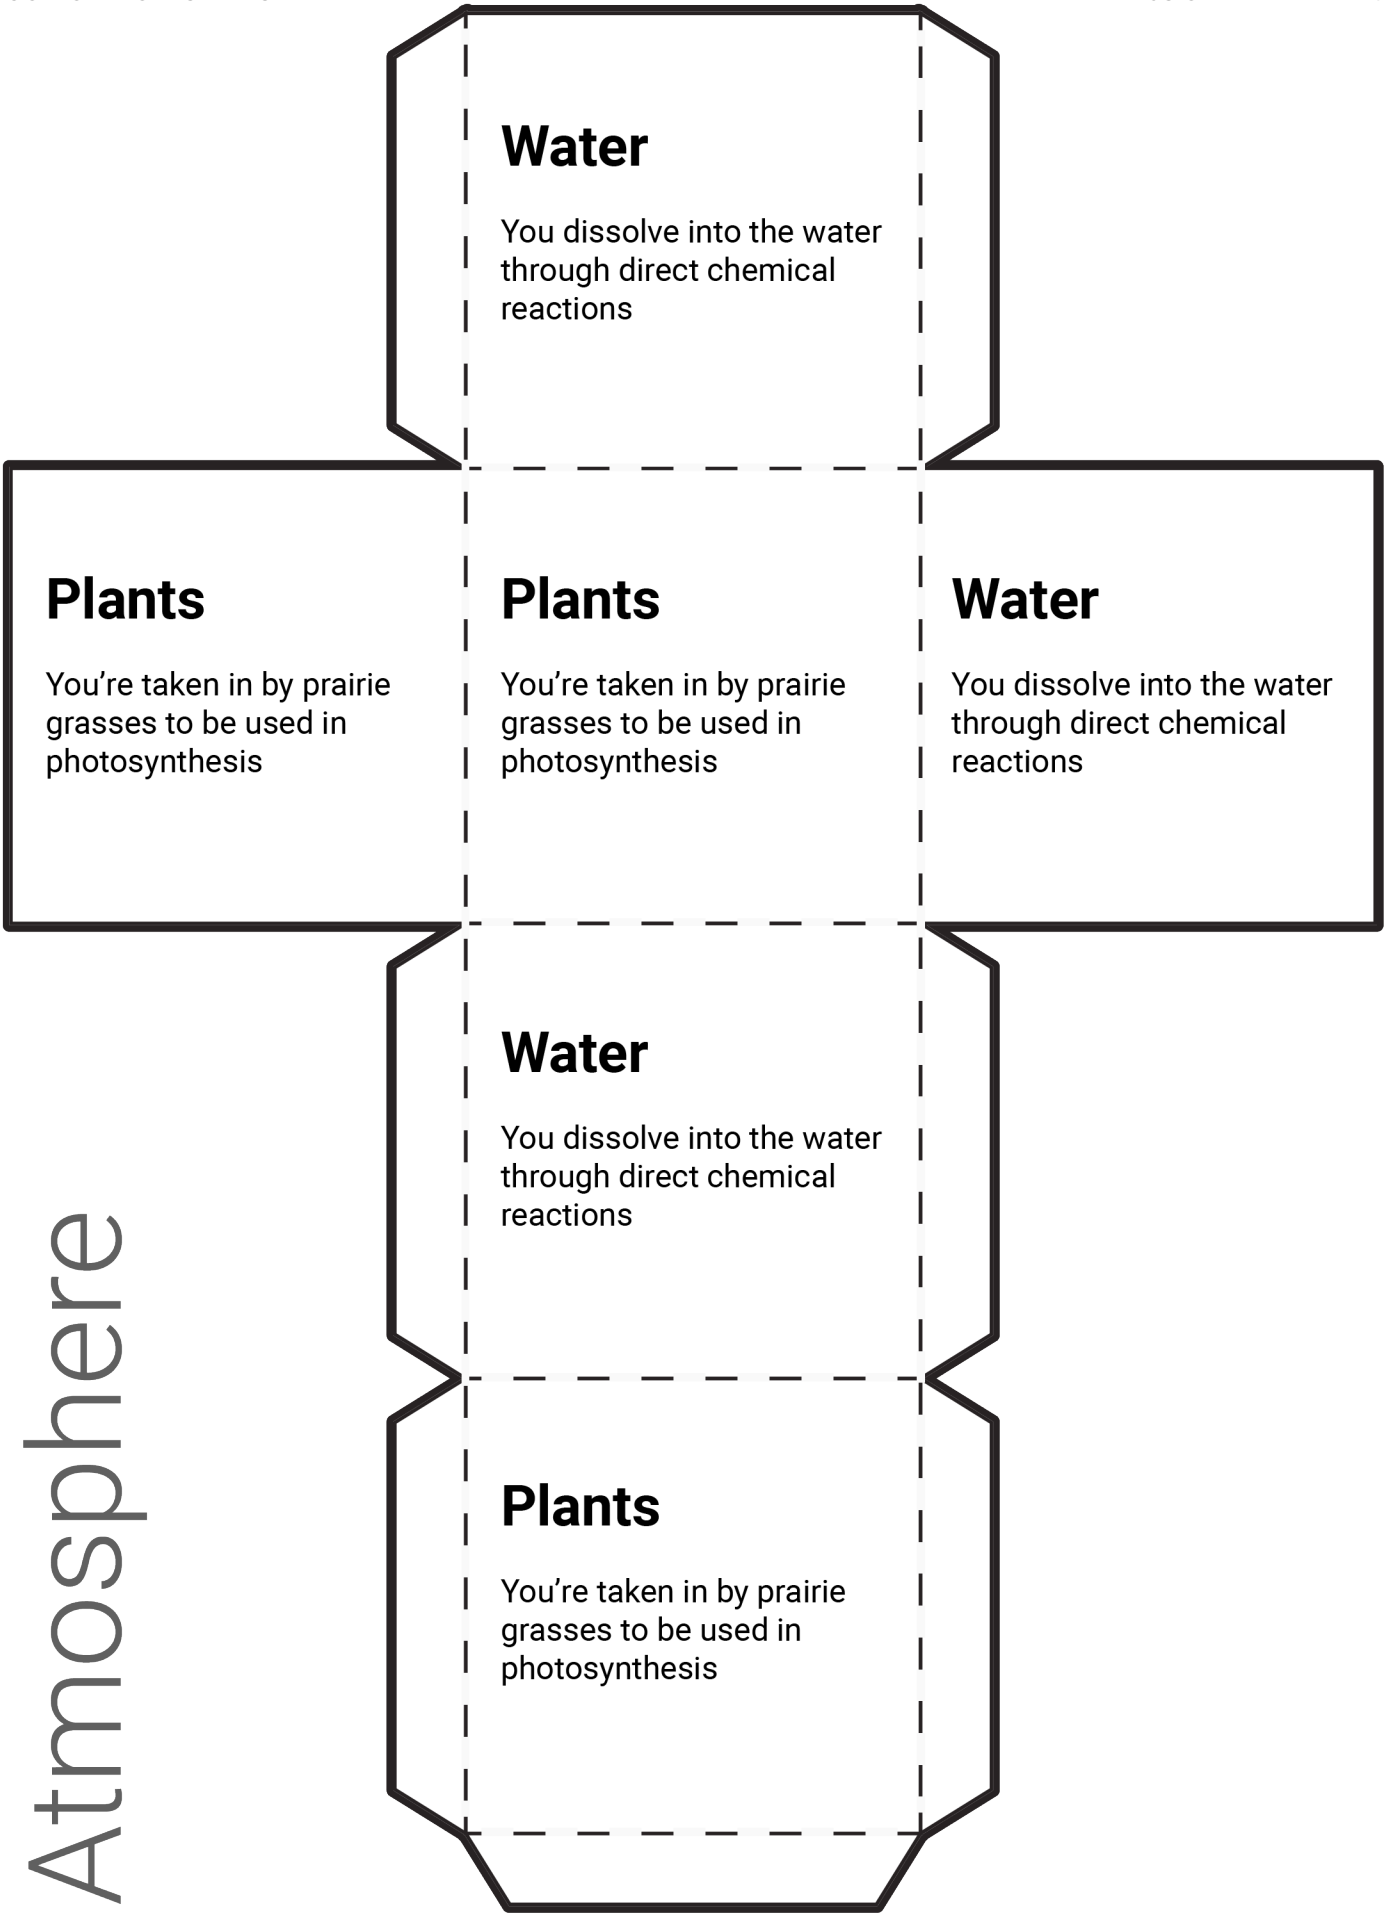 Water
You dissolve into the water
through direct chemical
reactions
Plants
You’re taken in by prairie
grasses to be used in
photosynthesis
Plants
You’re taken in by prairie
grasses to be used in
photosynthesis
Water
You dissolve into the water
through direct chemical
reactions
Water
You dissolve into the water
through direct chemical
reactions
Plants
You’re taken in by prairie
grasses to be used in
photosynthesis
Atmosphere